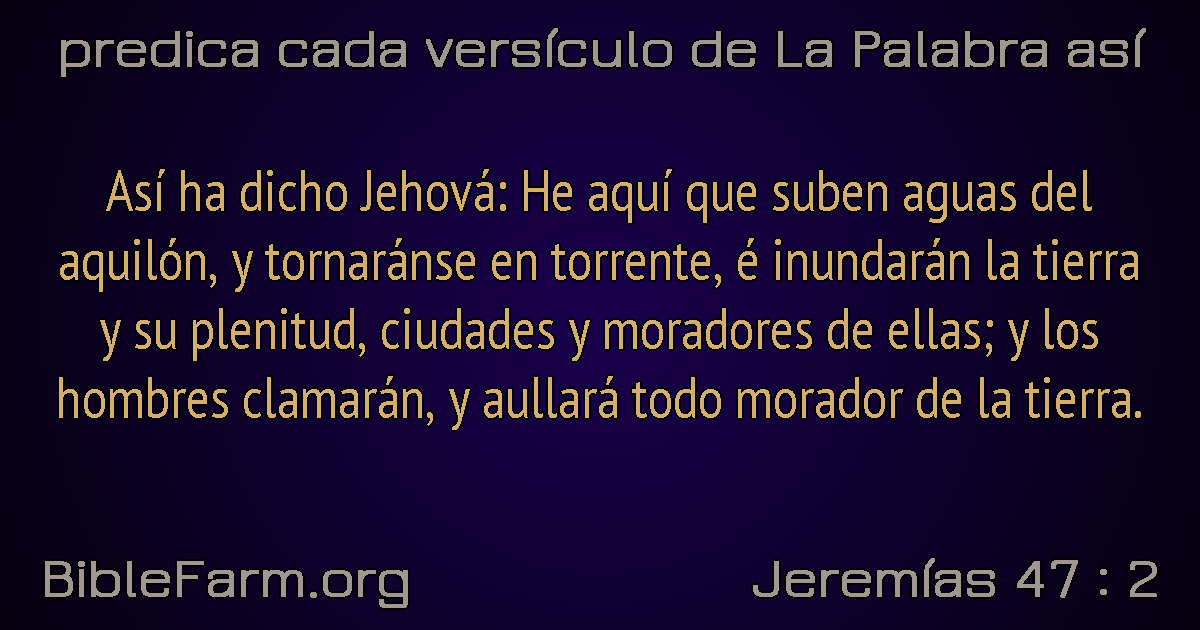 predica cada versículo de La Palabra así
Así ha dicho Jehová: He aquí que suben aguas del
aquilón, y tornaránse en torrente, é inundarán la tierra
y su plenitud, ciudades y moradores de ellas; y los
hombres clamarán, y aullará todo morador de la tierra.
BibleFarm.org
Jeremías 47 : 2